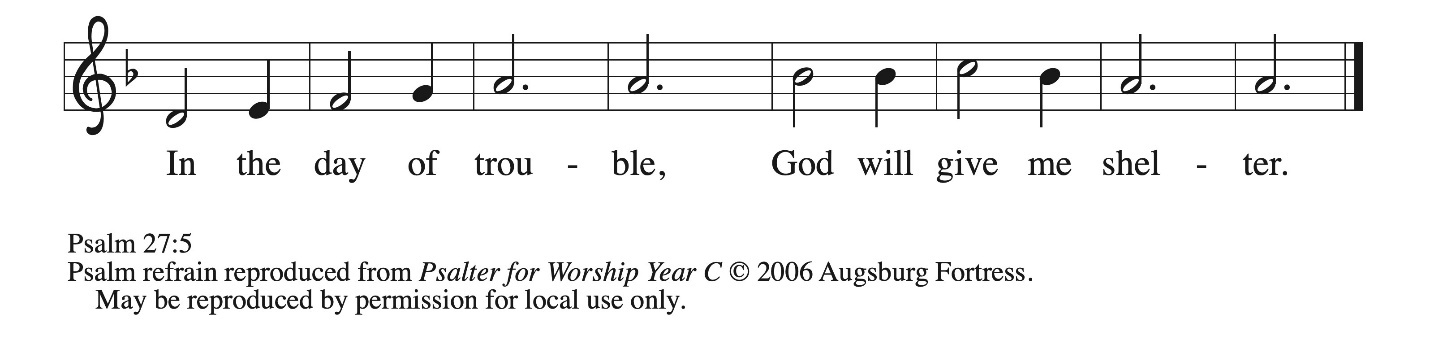 In the day of trou - ble, God will give me shel - ter.
Psalm 27:5
Psalm refrain reproduced from Psalter for Worship Year C © 2006 Augsburg Fortress.
May be reproduced by permission for local use only.